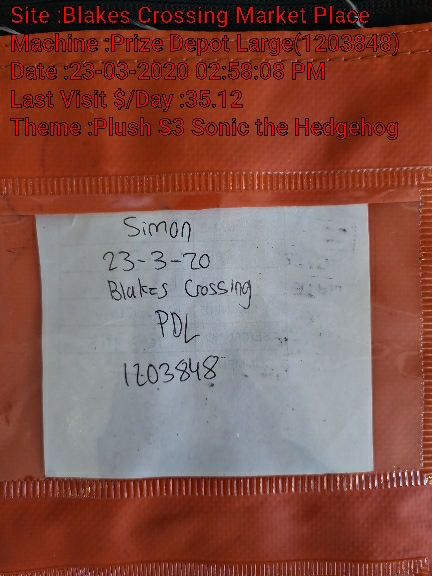 Site :Blakes Crossing Market Place
Machine :Prize Depot Large(1203848)
Date :23-03-2020 02:58:08 PM
Last Visit $/Day :35.12
Theme :Plush S3 Sonic the Hedgehog
Simon
23-3-20
Blakes Crossing
PDL
1203848